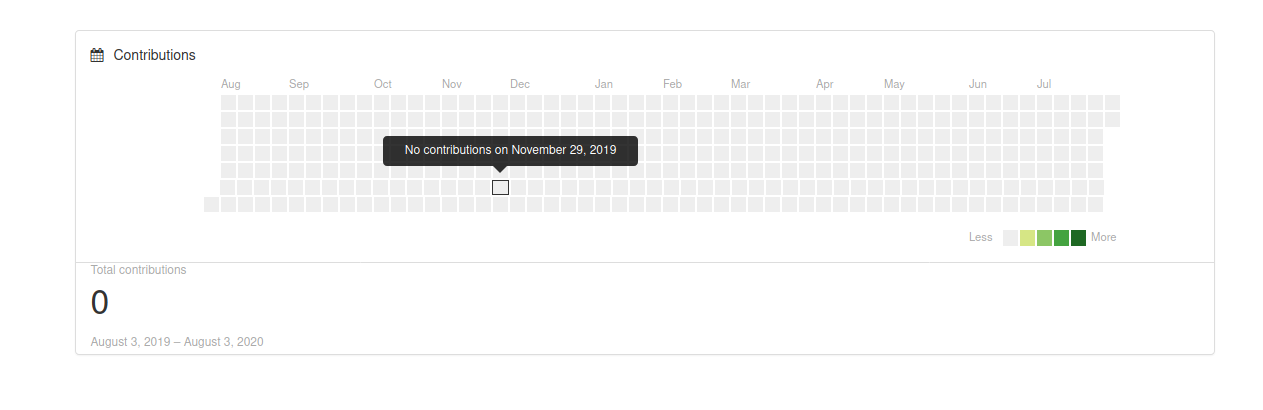 Contributions
Aug Sep Oct Nov Dec Jan Feb Mar Apr May Jun Jul
No contributions on November 29, 2019
Less More
Total contributions
0
August 3, 2019 – August 3, 2020